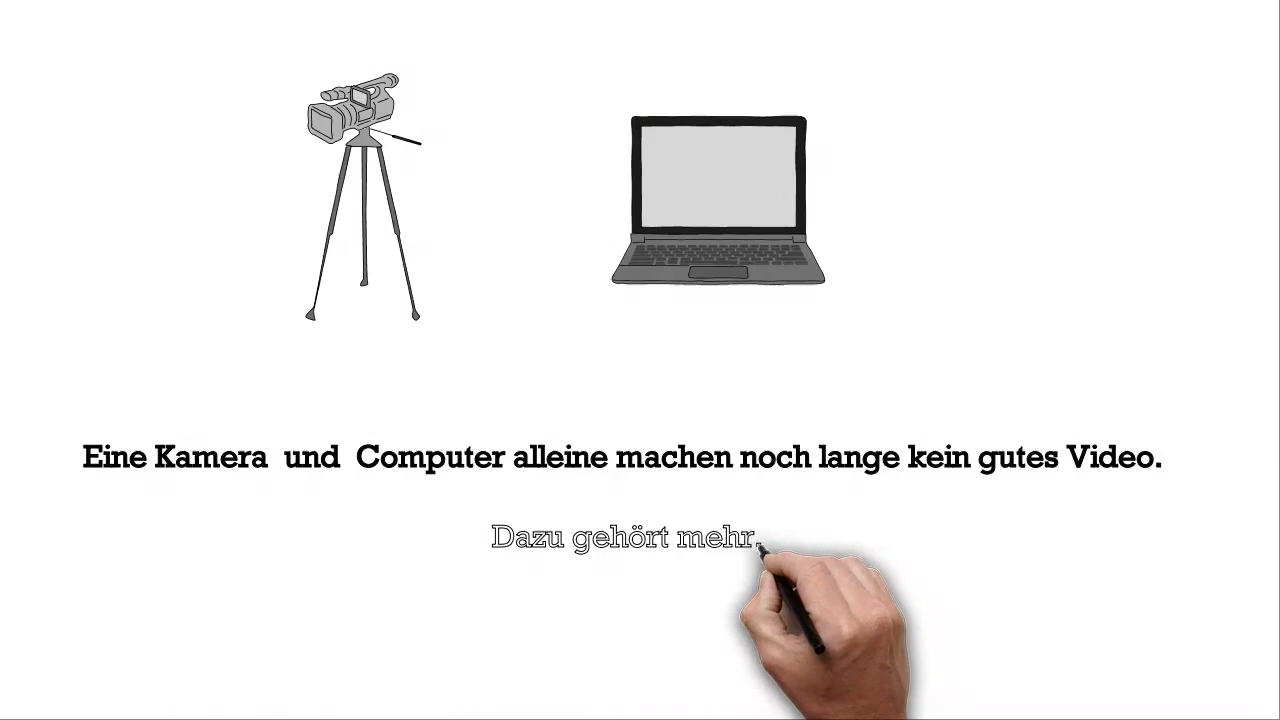 Eine Kamera und Computer alleine machen noch lange kein gutes Video.
Dazu gehört mehr.